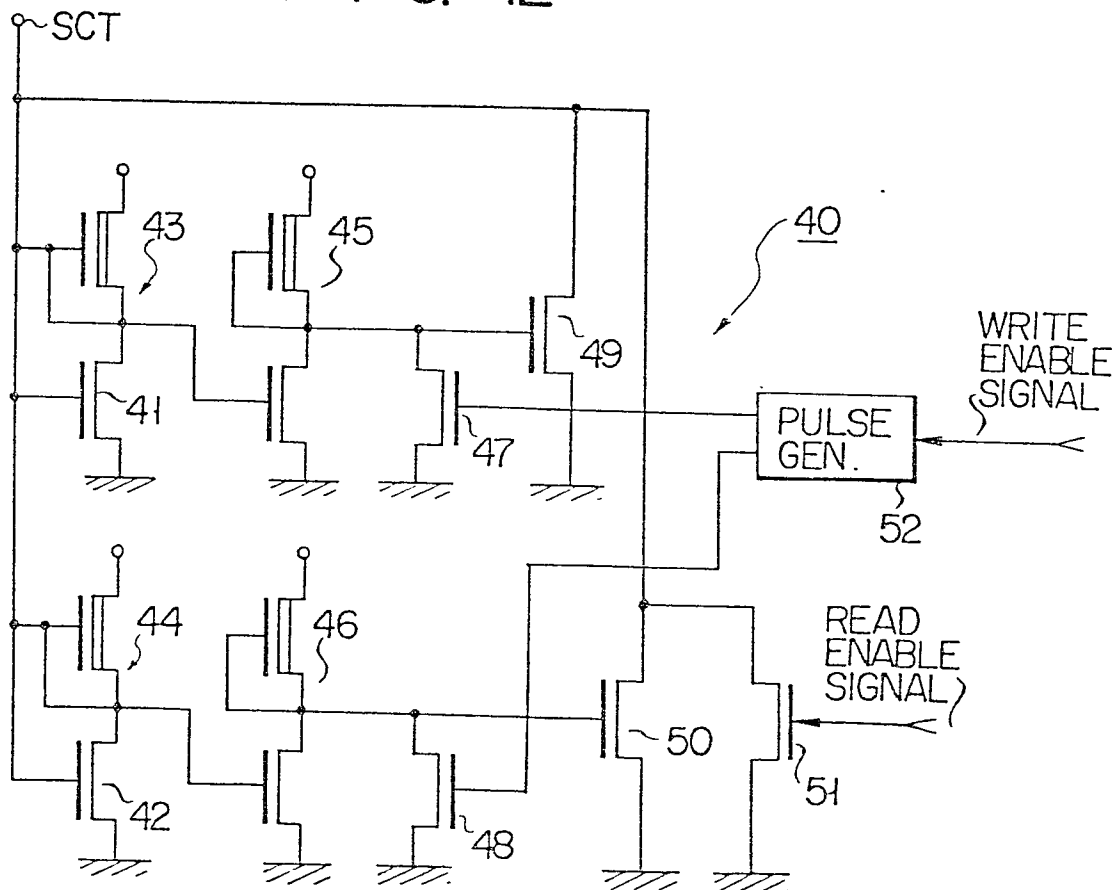 SCT
43
45
40
49
WRITE
ENABLE
SIGNAL
41
47
PULSE
GEN.
52
44
46
READ
ENABLE
SIGNAL
50
51
42
48